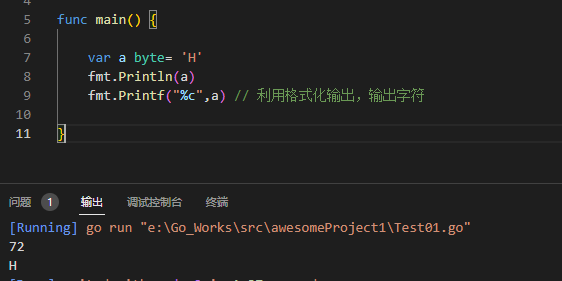 4
5 func main() {
6
7 var a byte= 'H'
8 fmt.Println(a)
9 fmt.Printf("%c",a) // 利用格式化输出，输出字符
10
11 }
问题 1 输出 调试控制台 终端
[Running] go run "e:\Go_Works\src\awesomeProject1\Test01.go"
72
H